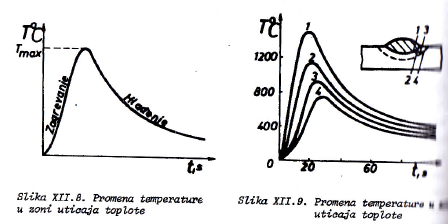 T°C
Tmax
Zagrevanje
Hlađenje
t,s
Slika XII.8. Promena temperature
u zoni uticaja toplote
T°C
1200
800
400
0
20
60
t,s
1
2
3
4
1 3
2 4
Slika XII.9. Promena temperature u
uticaja toplote